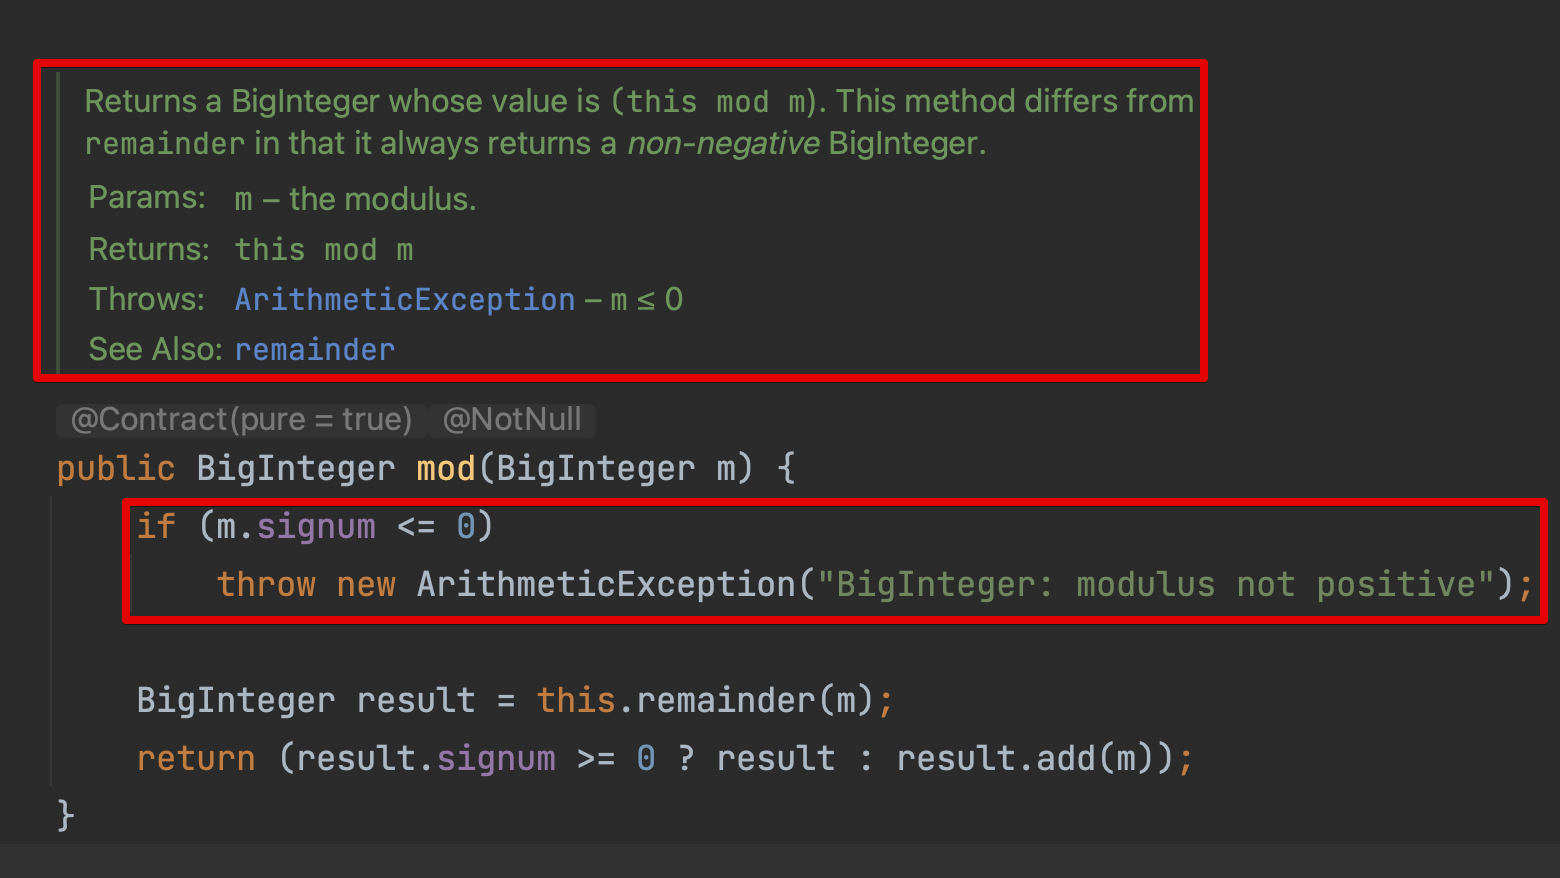 Returns a BigInteger whose value is (this mod m). This method differs from
remainder in that it always returns a non-negative BigInteger.
Params: m – the modulus.
Returns: this mod m
Throws: ArithmeticException – m ≤ 0
See Also: remainder
@Contract(pure = true) @NotNull
public BigInteger mod(BigInteger m) {
if (m.signum <= 0)
throw new ArithmeticException("BigInteger: modulus not positive");
BigInteger result = this.remainder(m);
return (result.signum >= 0 ? result : result.add(m));
}